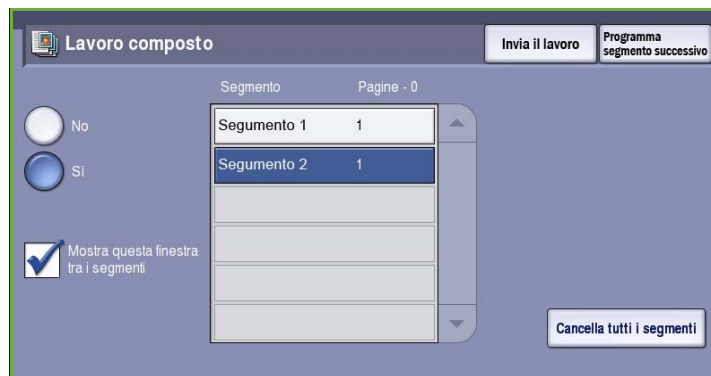 Lavoro composto
Invia il lavoro
Programma
segmento successivo
Segmento Pagine - 0
No
Sì
Segumento 1 1
Segumento 2 1
Mostra questa finestra
tra i segmenti
Cancella tutti i segmenti